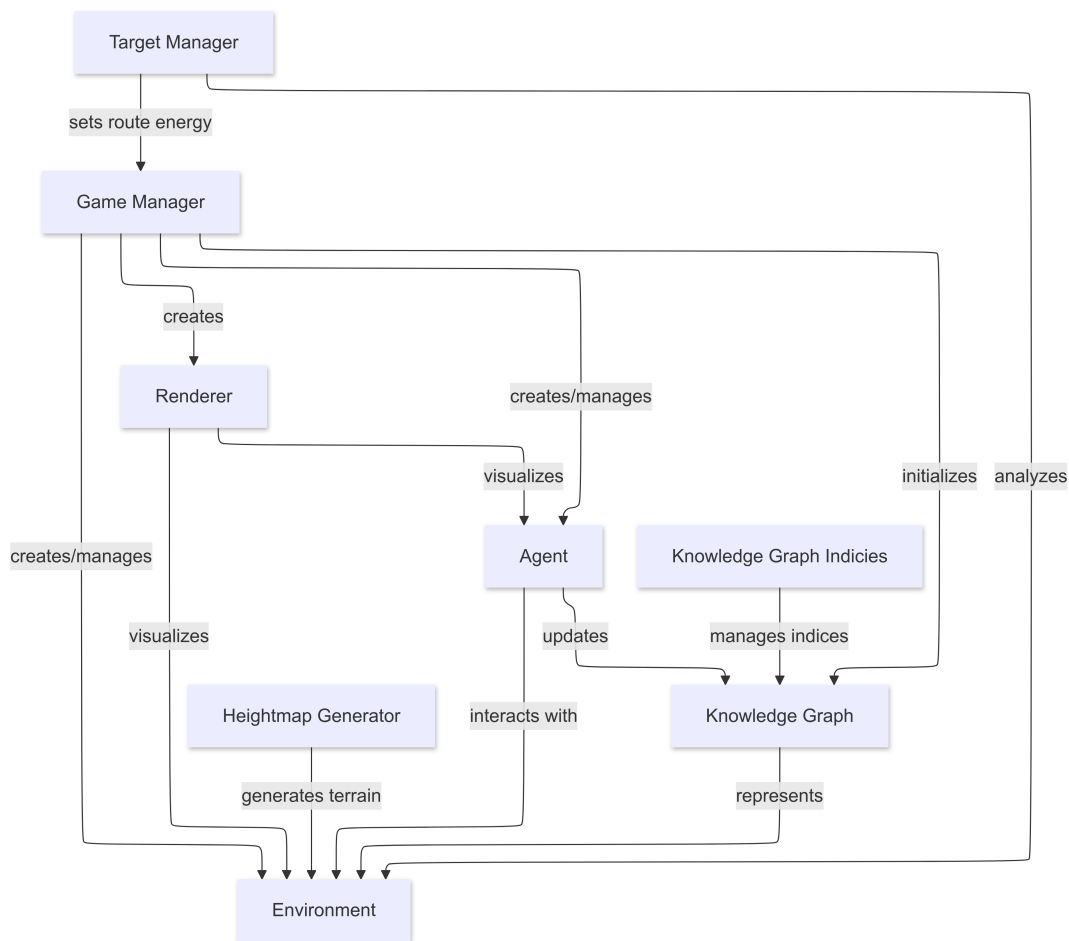 Target Manager
sets route energy
Game Manager
creates
Renderer
creates/manages
visualizes
initializes
analyzes
creates/manages
Agent
Knowledge Graph Indicies
visualizes
updates
manages indices
Heightmap Generator
interacts with
Knowledge Graph
generates terrain
represents
Environment